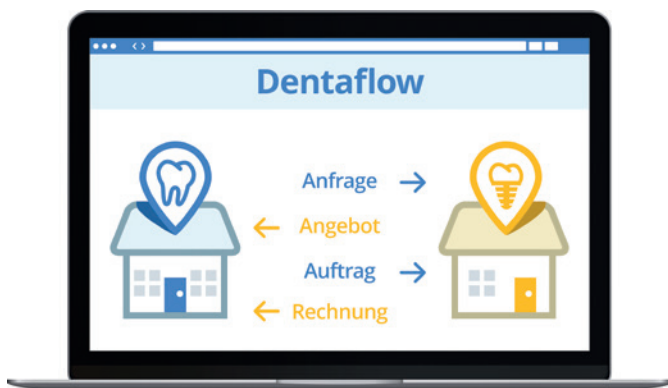 Dentaflow
Anfrage →
← Angebot
Auftrag →
← Rechnung